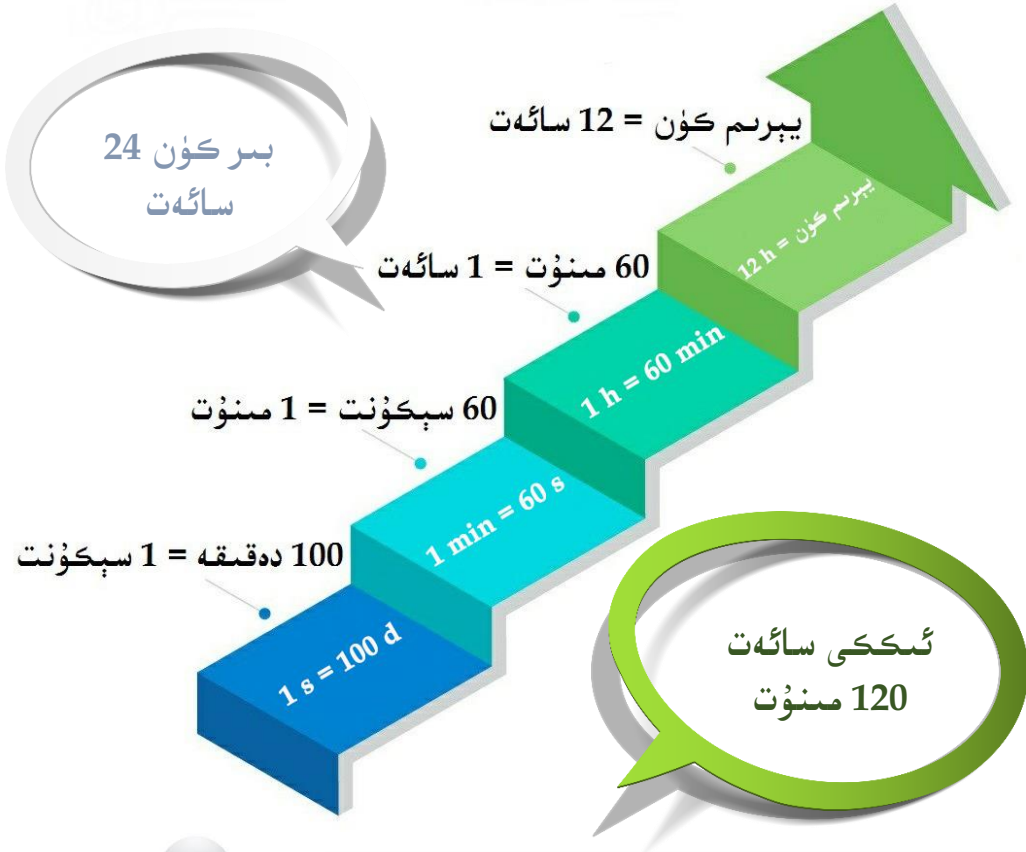 يېرىم كۈن = 12 سائەت
بىر كۈن 24
سائەت
12 h = يېرىم كۈن
60 مىنۇت = 1 سائەت
1 h = 60 min
60 سېكۇنت = 1 مىنۇت
1 min = 60 s
100 دەقىقە = 1 سېكۇنت
1 s = 100 d
ئىككى سائەت
120 مىنۇت